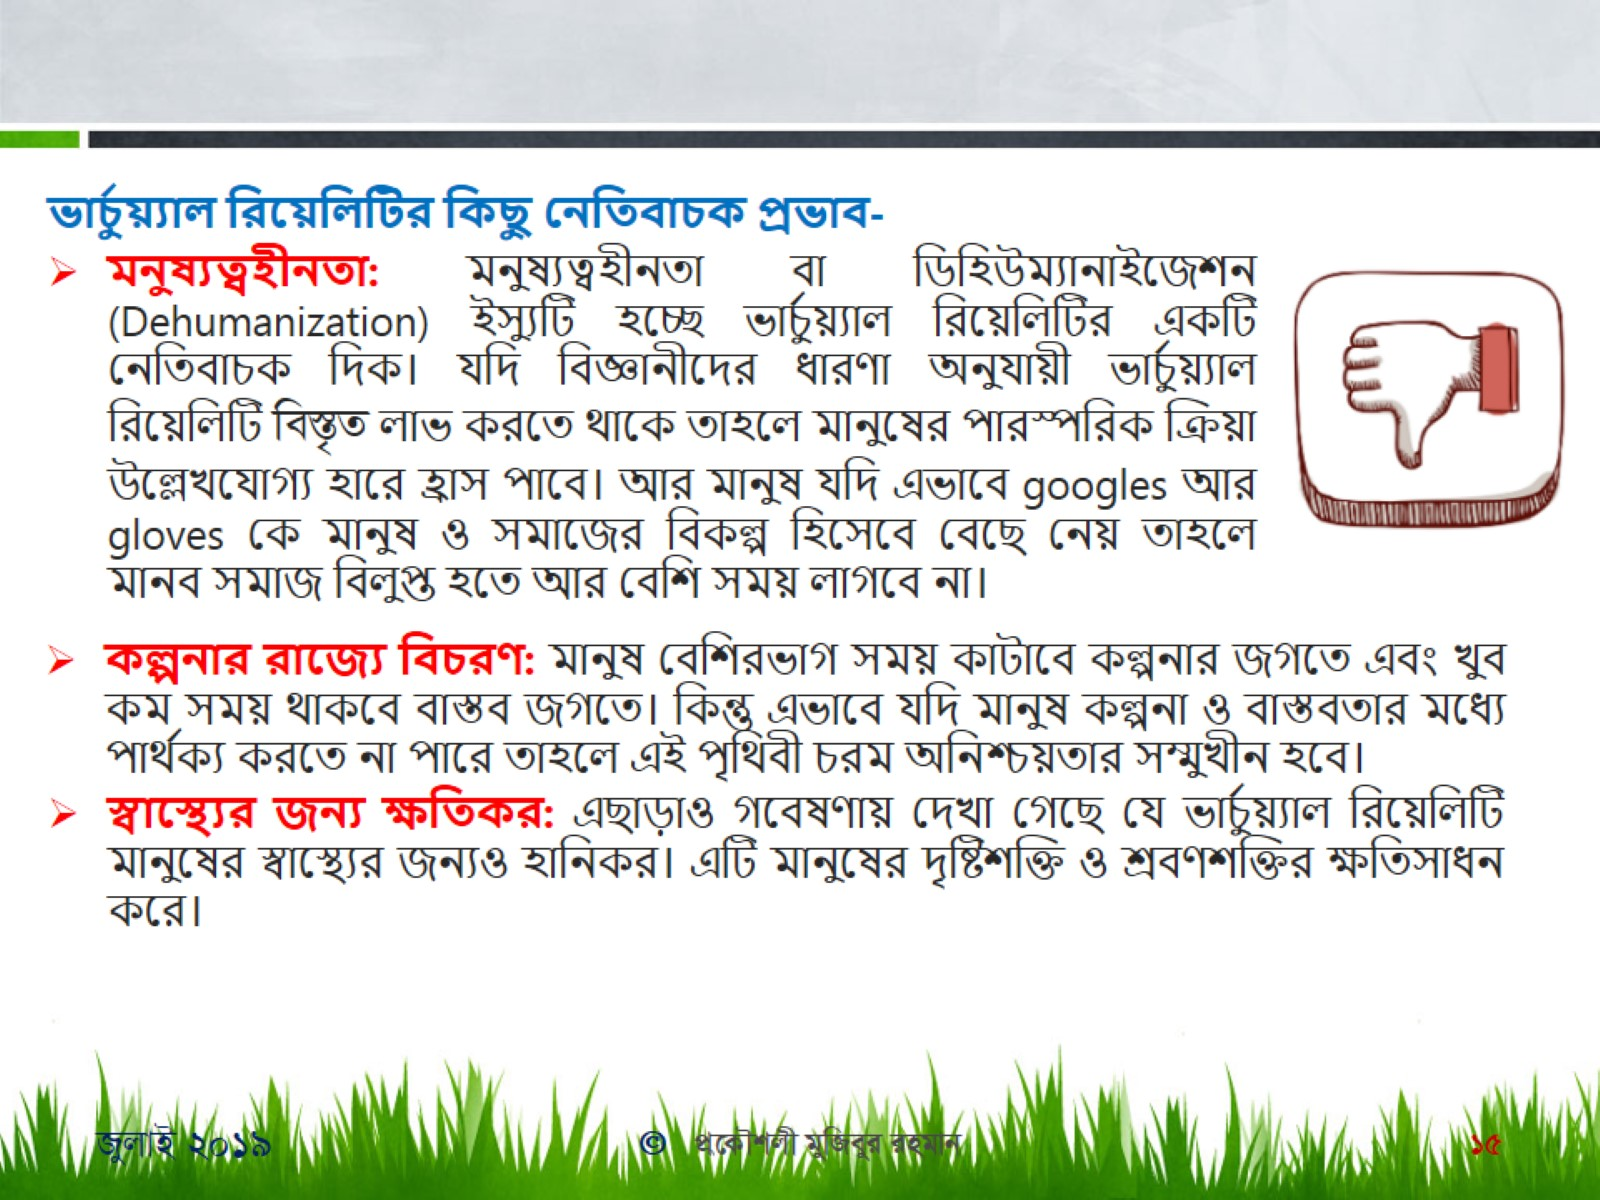 ভার্চুয়্যাল রিয়েলিটির কিছু নেতিবাচক প্রভাব-
➢ মনুষ্যত্বহীনতা: মনুষ্যত্বহীনতা বা ডিহিউম্যানাইজেশন
(Dehumanization) ইস্যুটি হচ্ছে ভার্চুয়্যাল রিয়েলিটির একটি
নেতিবাচক দিক। যদি বিজ্ঞানীদের ধারণা অনুযায়ী ভার্চুয়্যাল
রিয়েলিটি বিস্তৃত লাভ করতে থাকে তাহলে মানুষের পারস্পরিক ক্রিয়া
উল্লেখযোগ্য হারে হ্রাস পাবে। আর মানুষ যদি এভাবে googles আর
gloves কে মানুষ ও সমাজের বিকল্প হিসেবে বেছে নেয় তাহলে
মানব সমাজ বিলুপ্ত হতে আর বেশি সময় লাগবে না।
➢ কল্পনার রাজ্যে বিচরণ: মানুষ বেশিরভাগ সময় কাটাবে কল্পনার জগতে এবং খুব
কম সময় থাকবে বাস্তব জগতে। কিন্তু এভাবে যদি মানুষ কল্পনা ও বাস্তবতার মধ্যে
পার্থক্য করতে না পারে তাহলে এই পৃথিবী চরম অনিশ্চয়তার সম্মুখীন হবে।
➢ স্বাস্থ্যের জন্য ক্ষতিকর: এছাড়াও গবেষণায় দেখা গেছে যে ভার্চুয়্যাল রিয়েলিটি
মানুষের স্বাস্থ্যের জন্যও হানিকর। এটি মানুষের দৃষ্টিশক্তি ও শ্রবণশক্তির ক্ষতিসাধন
করে।
জুলাই ২০১৯ © প্রকৌশলী মুজিবুর রহমান ১৫